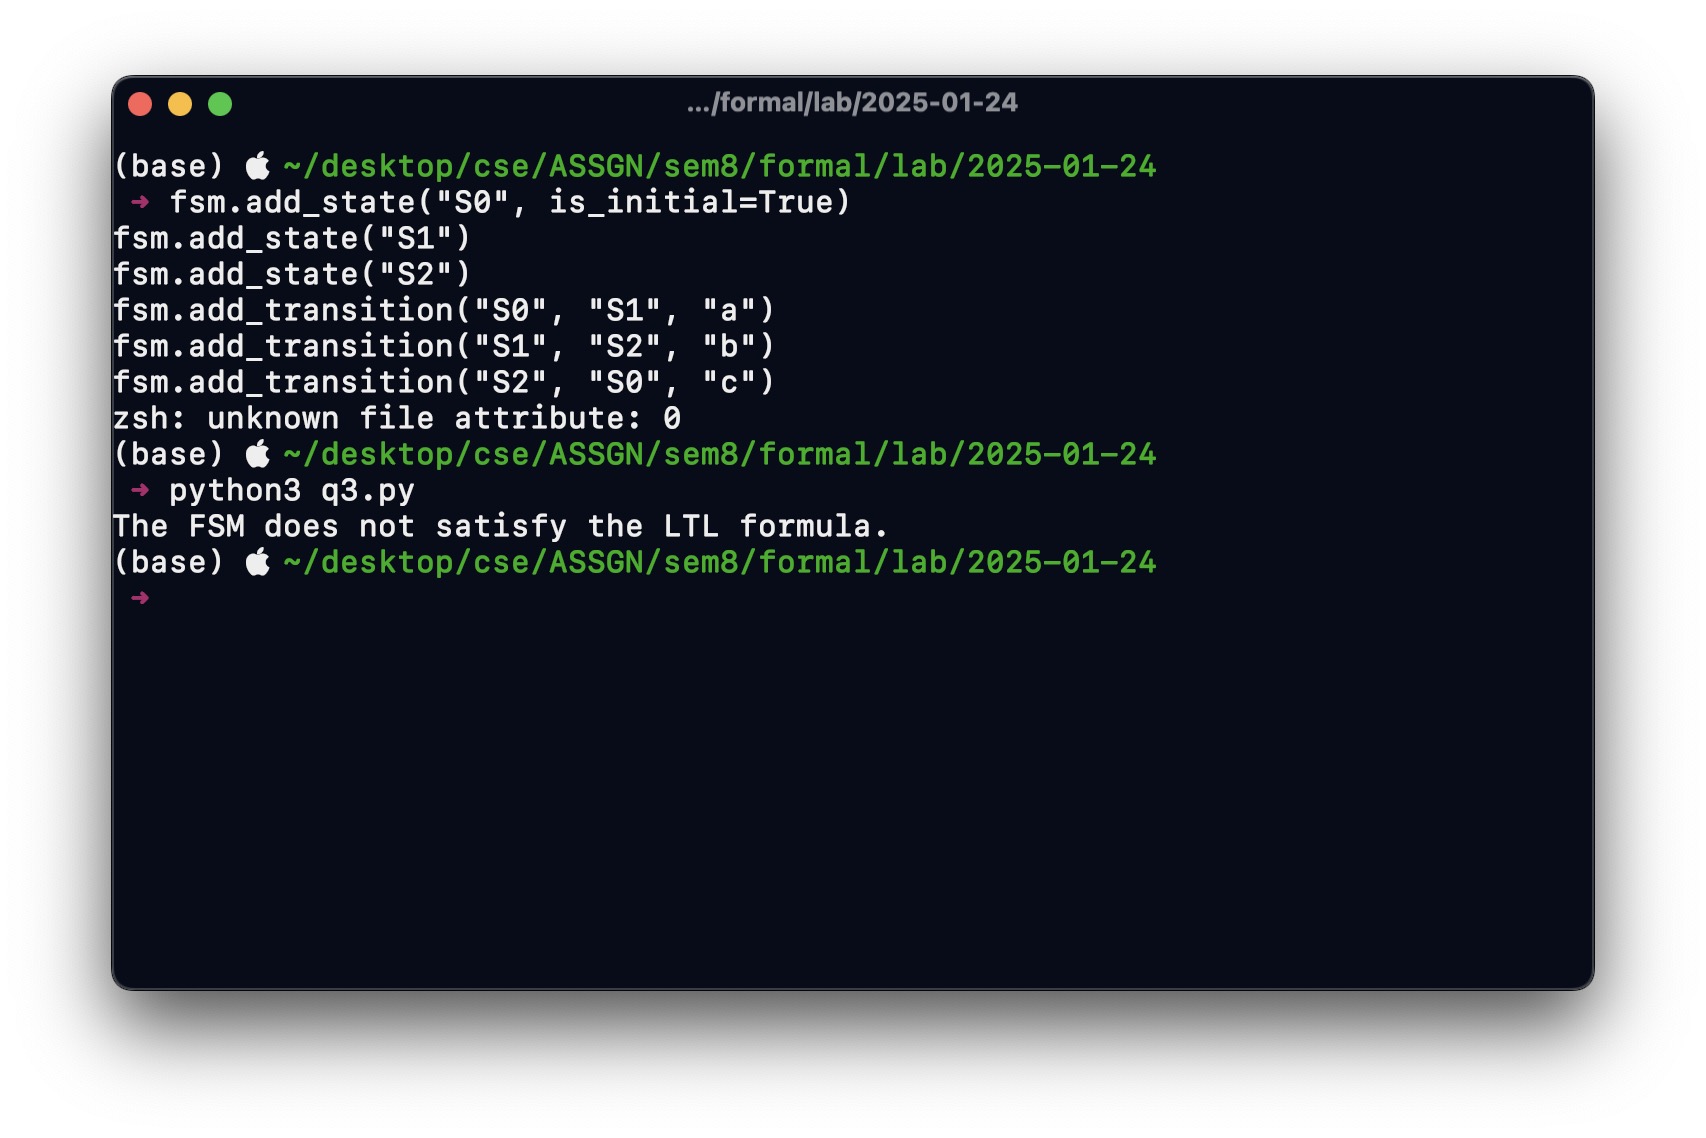 .../formal/lab/2025-01-24
(base)  ~/desktop/cse/ASSGN/sem8/formal/lab/2025-01-24
➜ fsm.add_state("S0", is_initial=True)
fsm.add_state("S1")
fsm.add_state("S2")
fsm.add_transition("S0", "S1", "a")
fsm.add_transition("S1", "S2", "b")
fsm.add_transition("S2", "S0", "c")
zsh: unknown file attribute: 0
(base)  ~/desktop/cse/ASSGN/sem8/formal/lab/2025-01-24
➜ python3 q3.py
The FSM does not satisfy the LTL formula.
(base)  ~/desktop/cse/ASSGN/sem8/formal/lab/2025-01-24
➜